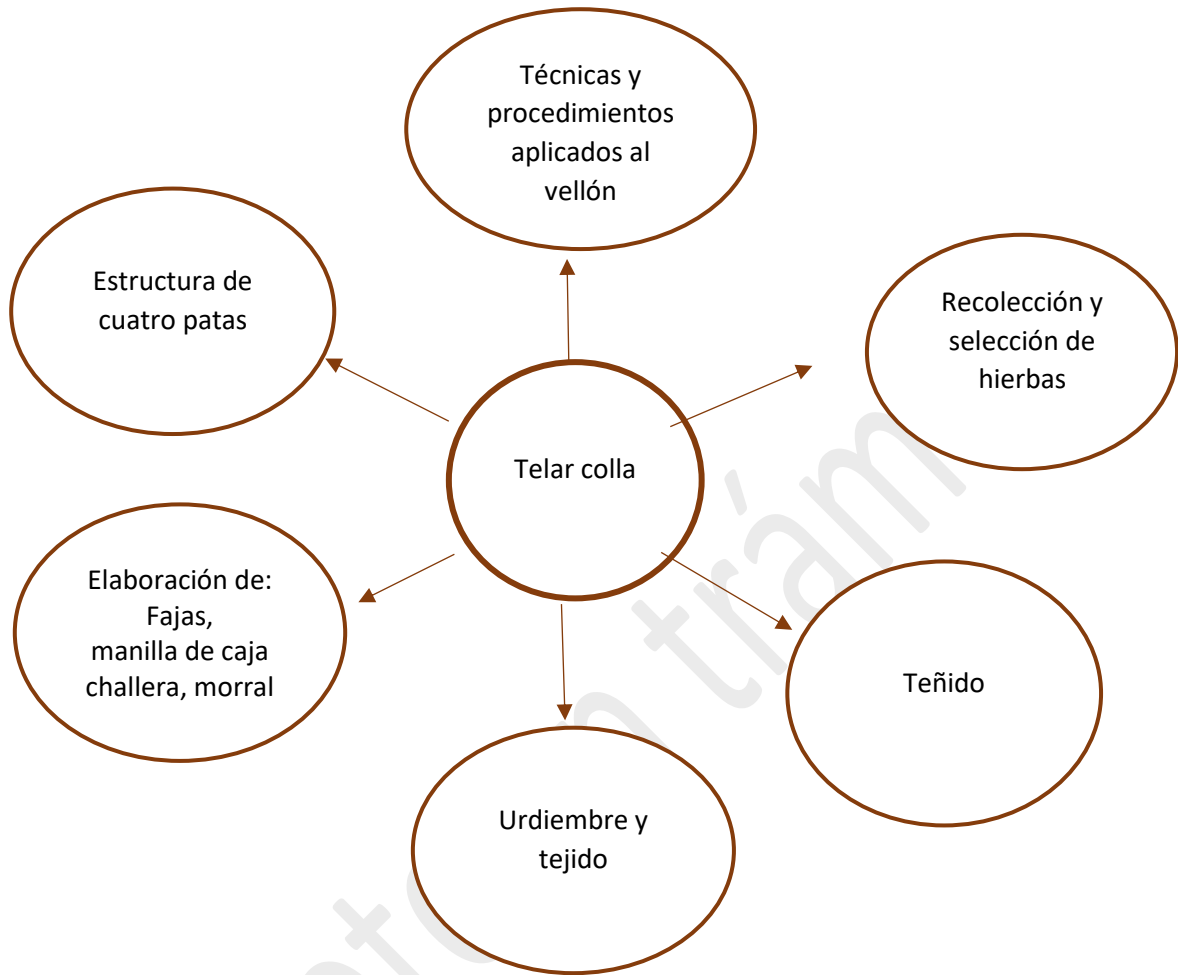 Técnicas y
procedimientos
aplicados al
vellón
Estructura de
cuatro patas
Recolección y
selección de
hierbas
Telar colla
Elaboración de:
Fajas,
manilla de caja
challera, morral
Teñido
Urdiembre y
tejido